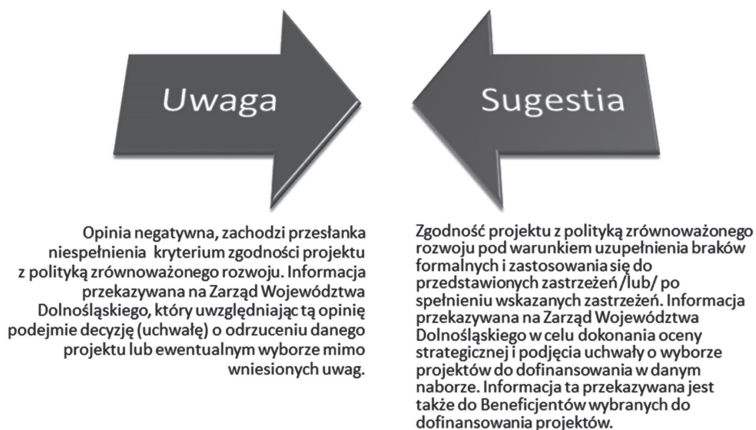 Uwaga
Opinia negatywna, zachodzi przesłanka
niespełnienia kryterium zgodności projektu
z polityką zrównoważonego rozwoju. Informacja
przekazywana na Zarząd Województwa
Dolnośląskiego, który uwzględniając tą opinię
podejmie decyzję (uchwałę) o odrzuceniu danego
projektu lub ewentualnym wyborze mimo
wniesionych uwag.
Sugestia
Zgodność projektu z polityką zrównoważonego
rozwoju pod warunkiem uzupełnienia braków
formalnych i zastosowania się do
przedstawionych zastrzeżeń /lub/ po
spełnieniu wskazanych zastrzeżeń. Informacja
przekazywana na Zarząd Województwa
Dolnośląskiego w celu dokonania oceny
strategicznej i podjęcia uchwały o wyborze
projektów do dofinansowania w danym
naborze. Informacja ta przekazywana jest
także do Beneficjentów wybranych do
dofinansowania projektów.